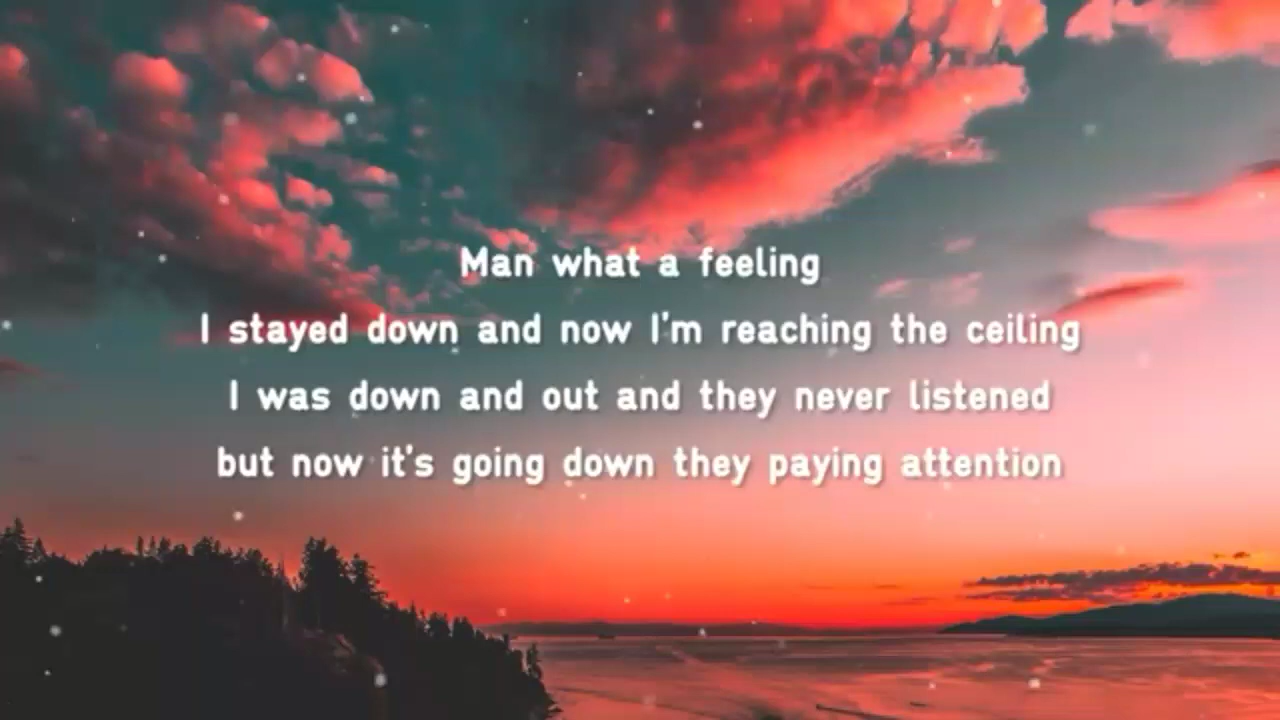 Man what a feeling
I stayed down and now I'm reaching the ceiling
I was down and out and they never listened
but now it's going down they paying attention